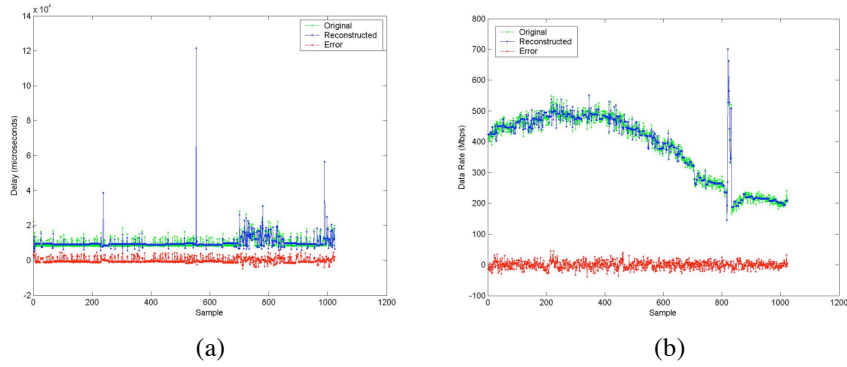 x 10⁴
14
12
10
8
6
4
2
0
-2
0
200
400
600
800
1000
1200
Delay (microseconds)
Sample
Original
Reconstructed
Error
(a)
800
700
600
500
400
300
200
100
0
-100
0
200
400
600
800
1000
1200
Data Rate (Mbps)
Sample
Original
Reconstructed
Error
(b)